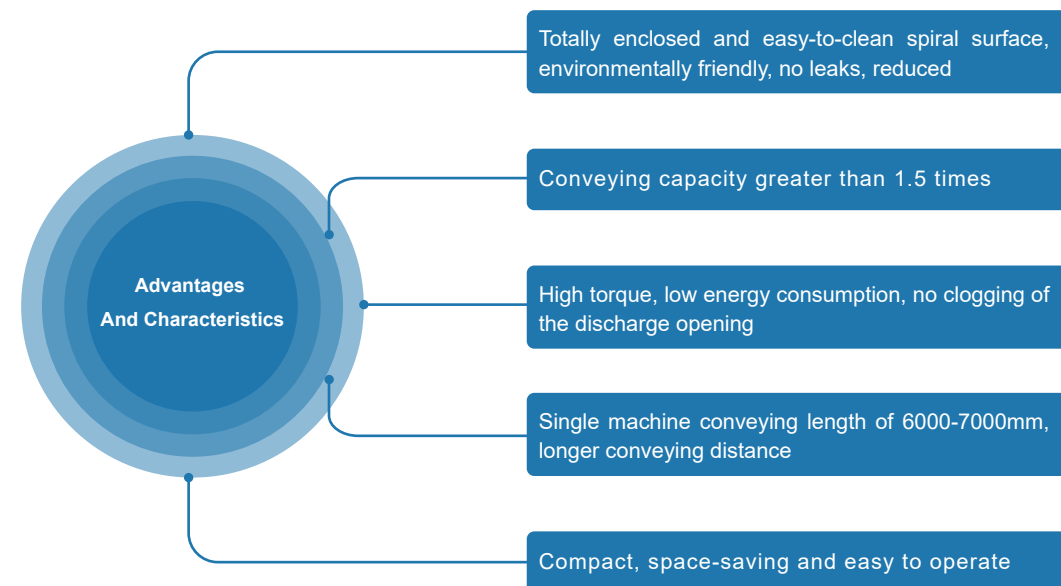 Totally enclosed and easy-to-clean spiral surface,
environmentally friendly, no leaks, reduced
Conveying capacity greater than 1.5 times
Advantages
And Characteristics
High torque, low energy consumption, no clogging of
the discharge opening
Single machine conveying length of 6000-7000mm,
longer conveying distance
Compact, space-saving and easy to operate